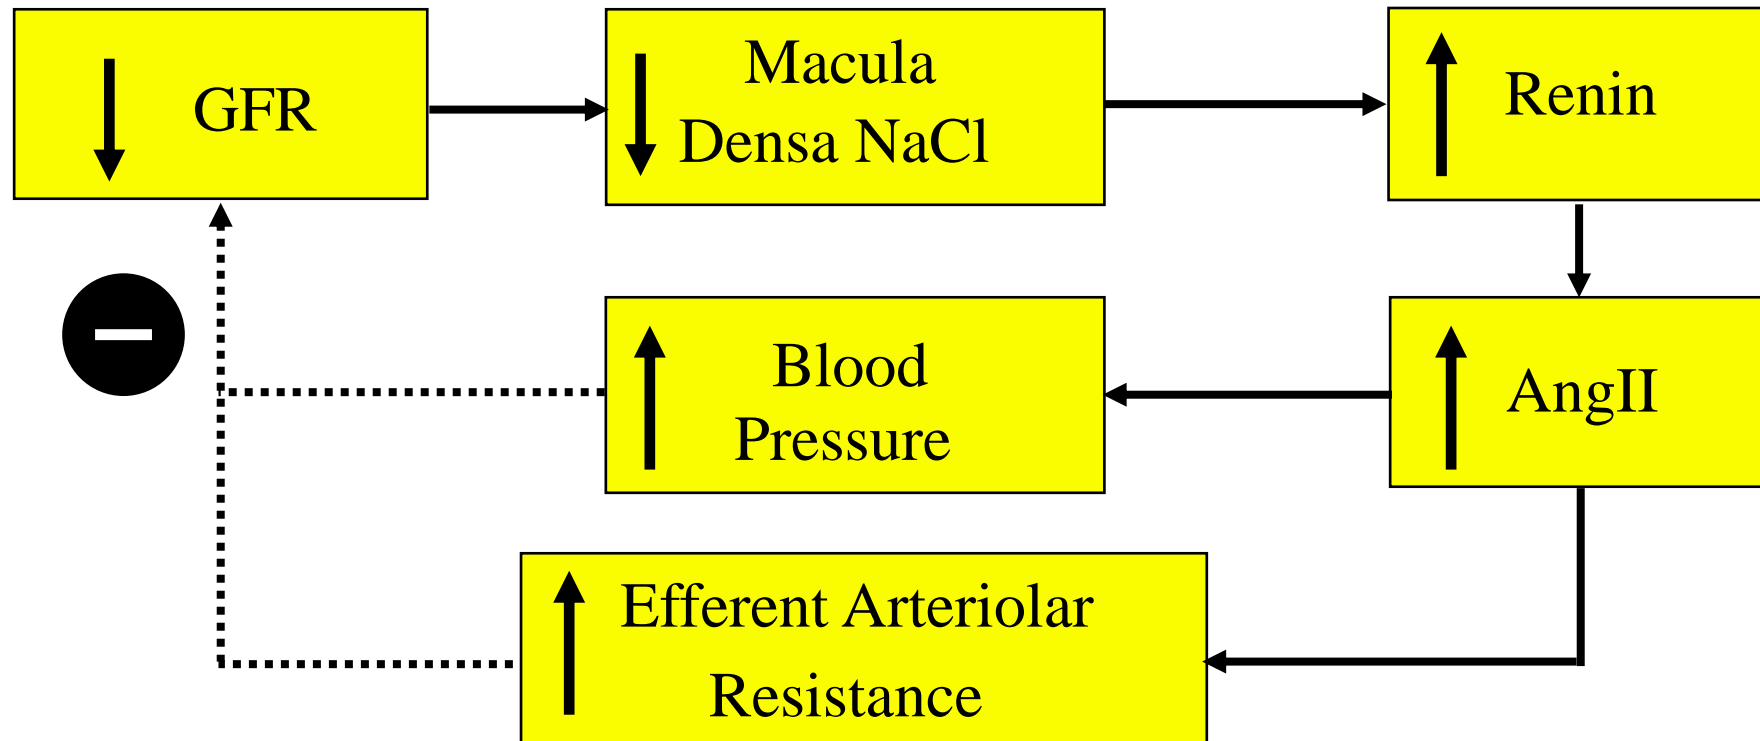 GFR
Macula
Densa NaCl
Renin
Blood
Pressure
AngII
Efferent Arteriolar
Resistance